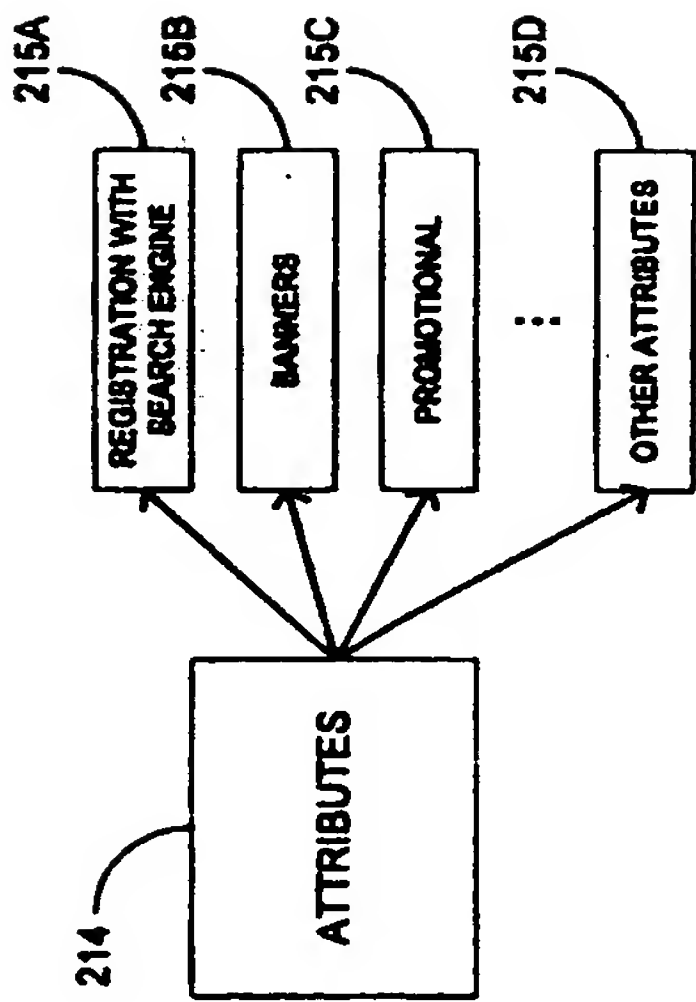 214
ATTRIBUTES
REGISTRATION WITH
SEARCH ENGINE
215A
BANNERS
215B
PROMOTIONAL
215C
OTHER ATTRIBUTES
215D